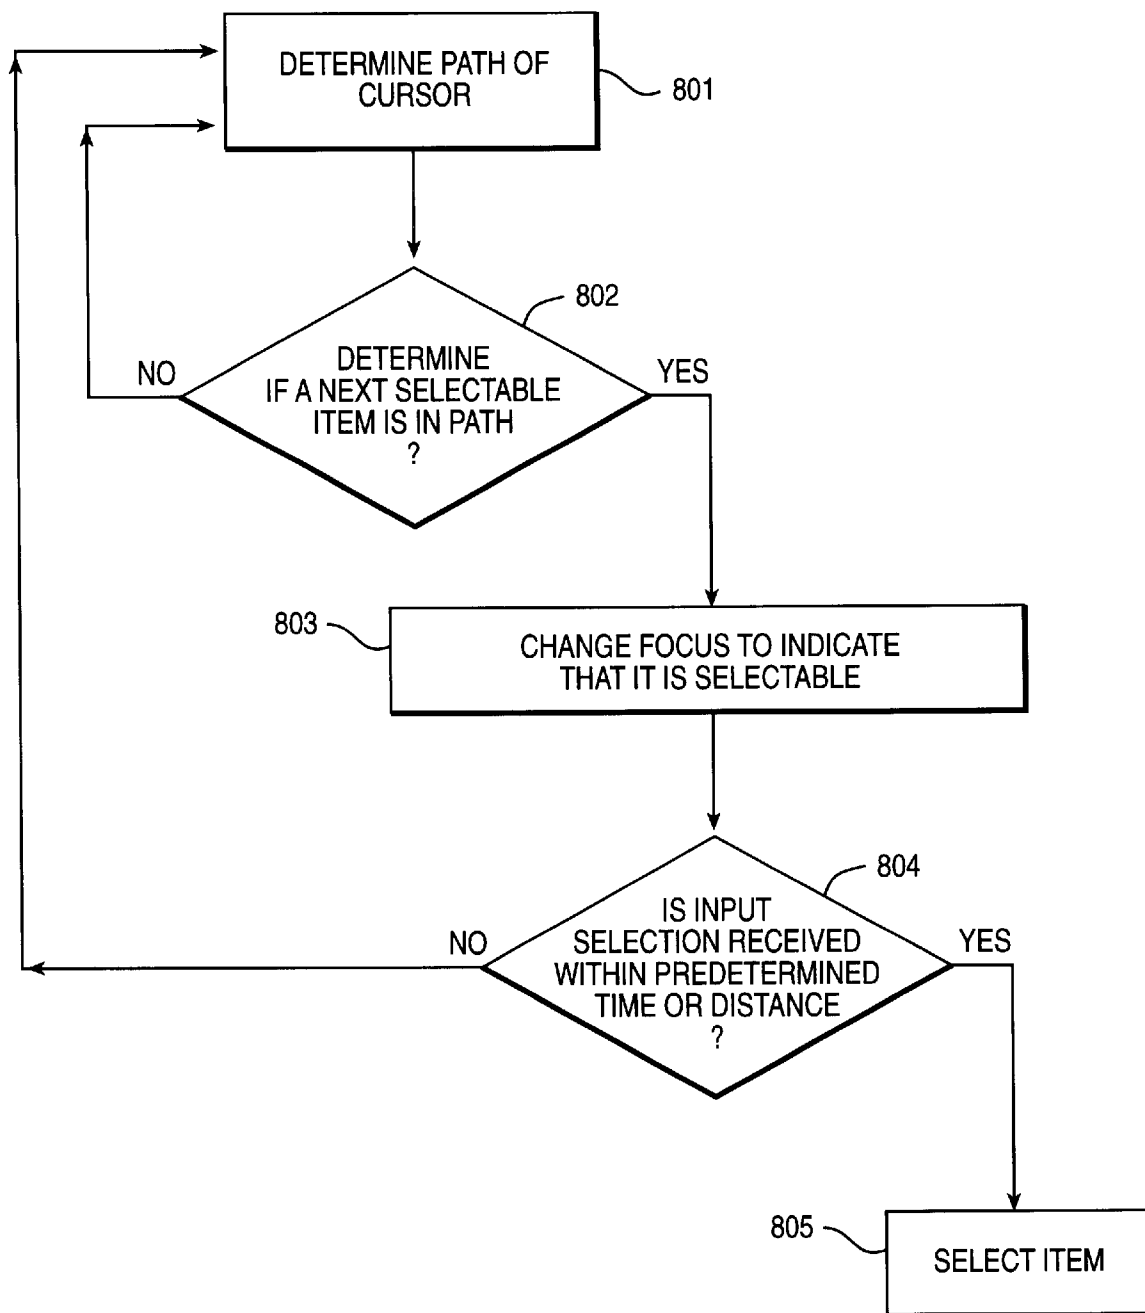 DETERMINE PATH OF
CURSOR
801
802
DETERMINE
IF A NEXT SELECTABLE
ITEM IS IN PATH
?
NO
YES
803
CHANGE FOCUS TO INDICATE
THAT IT IS SELECTABLE
804
IS INPUT
SELECTION RECEIVED
WITHIN PREDETERMINED
TIME OR DISTANCE
?
NO
YES
805
SELECT ITEM